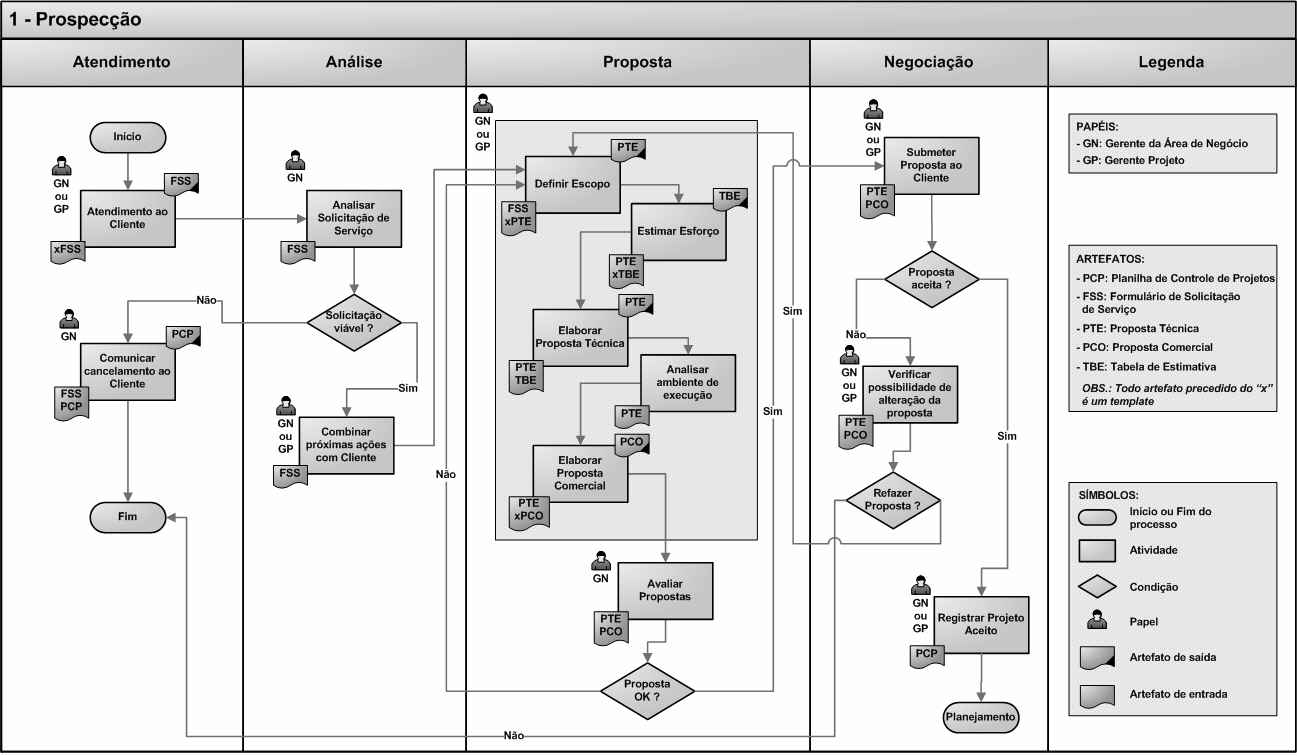 1 - Prospecção
Atendimento
Análise
Proposta
Negociação
Legenda
Início
GN
ou
GP
FSS
Atendimento ao
Cliente
xFSS
GN
PCP
Comunicar
cancelamento ao
Cliente
FSS
PCP
Fim
GN
Analisar
Solicitação de
Serviço
FSS
Solicitação
viável ?
Não
Sim
GN
ou
GP
Combinar
próximas ações
com Cliente
FSS
GN
ou
GP
PTE
Definir Escopo
FSS
xPTE
TBE
Estimar Esforço
PTE
xTBE
PTE
Elaborar
Proposta Técnica
PTE
TBE
Analisar
ambiente de
execução
PTE
PCO
Elaborar
Proposta
Comercial
PTE
xPCO
GN
Avaliar
Propostas
PTE
PCO
Proposta
OK ?
Não
Sim
Sim
GN
ou
GP
Submeter
Proposta ao
Cliente
PTE
PCO
Proposta
aceita ?
Não
GN
ou
GP
Verificar
possibilidade de
alteração da
proposta
PTE
PCO
Sim
Refazer
Proposta ?
Não
GN
ou
GP
Registrar Projeto
Aceito
PCP
Planejamento
PAPÉIS:
- GN: Gerente da Área de Negócio
- GP: Gerente Projeto
ARTEFATOS:
- PCP: Planilha de Controle de Projetos
- FSS: Formulário de Solicitação
de Serviço
- PTE: Proposta Técnica
- PCO: Proposta Comercial
- TBE: Tabela de Estimativa
OBS.: Todo artefato precedido do “x”
é um template
SÍMBOLOS:
Início ou Fim do
processo
Atividade
Condição
Papel
Artefato de saída
Artefato de entrada